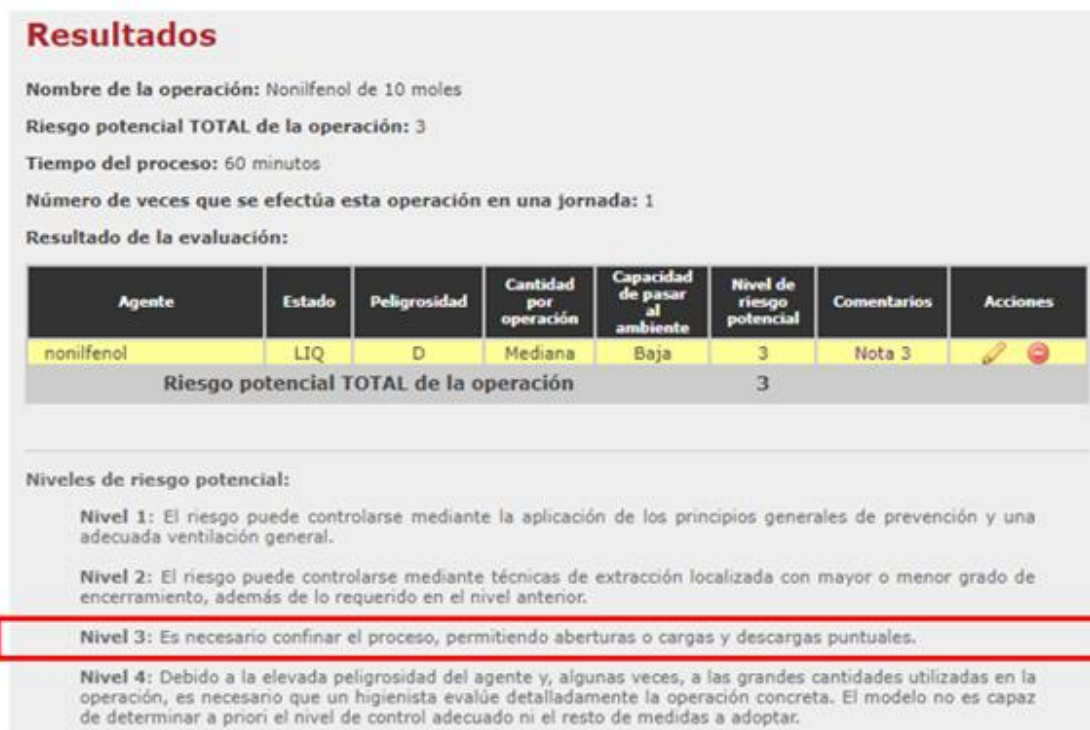 Resultados
Nombre de la operación: Nonilfenol de 10 moles
Riesgo potencial TOTAL de la operación: 3
Tiempo del proceso: 60 minutos
Número de veces que se efectúa esta operación en una jornada: 1
Resultado de la evaluación:
Agente Estado Peligrosidad Cantidad por operación Capacidad de pasar al ambiente Nivel de riesgo potencial Comentarios Acciones
nonilfenol LIQ D Mediana Baja 3 Nota 3
Riesgo potencial TOTAL de la operación 3
Niveles de riesgo potencial:
Nivel 1: El riesgo puede controlarse mediante la aplicación de los principios generales de prevención y una
adecuada ventilación general.
Nivel 2: El riesgo puede controlarse mediante técnicas de extracción localizada con mayor o menor grado de
encerramiento, además de lo requerido en el nivel anterior.
Nivel 3: Es necesario confinar el proceso, permitiendo aberturas o cargas y descargas puntuales.
Nivel 4: Debido a la elevada peligrosidad del agente y, algunas veces, a las grandes cantidades utilizadas en la
operación, es necesario que un higienista evalúe detalladamente la operación concreta. El modelo no es capaz
de determinar a priori el nivel de control adecuado ni el resto de medidas a adoptar.